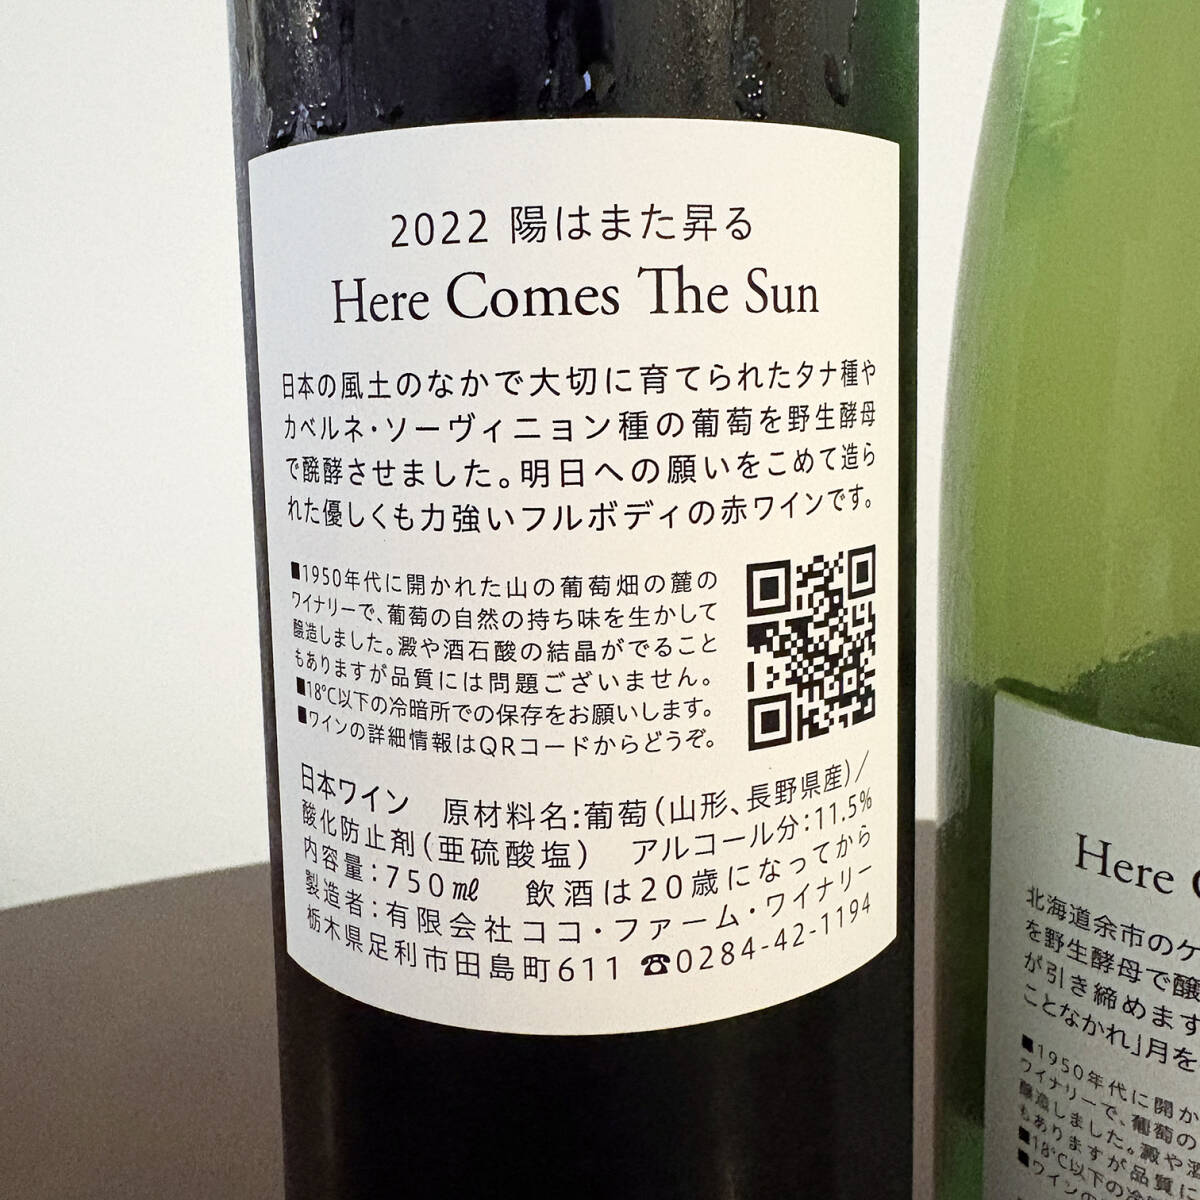 2022 陽はまた昇る
Here Comes The Sun
日本の風土のなかで大切に育てられたタナ種や
カベルネ・ソーヴィニヨン種の葡萄を野生酵母
で醗酵させました。明日への願いをこめて造ら
れた優しくも力強いフルボディの赤ワインです。
■1950年代に開かれた山の葡萄畑の麓の
ワイナリーで、葡萄の自然の持ち味を生かして
醸造しました。澱や酒石酸の結晶がでること
もありますが品質には問題ございません。
■18℃以下の冷暗所での保存をお願いします。
■ワインの詳細情報はQRコードからどうぞ。
日本ワイン 原材料名:葡萄(山形、長野県産)/
酸化防止剤(亜硫酸塩) アルコール分:11.5%
内容量:750㎖ 飲酒は20歳になってから
製造者:有限会社ココ・ファーム・ワイナリー
栃木県足利市田島町611 ☎0284-42-1194
Here
北海道余市のケ
を野生酵母で醸
が引き締めます
ことなかれ」月を
■1950年代に開か
ワイナリーで、葡萄の
醸造しました。澱や酒
もありますが品質に
■18℃以下の冷
■ワインの